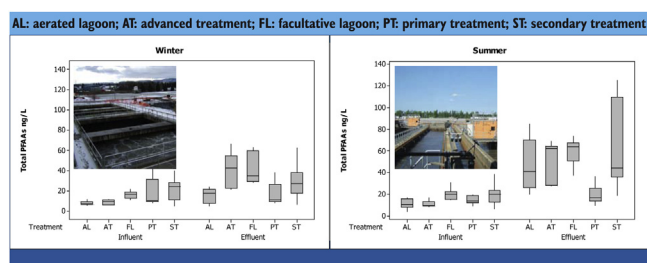 AL: aerated lagoon; AT: advanced treatment; FL: facultative lagoon; PT: primary treatment; ST: secondary treatment
Winter
Total PFAAs ng/L
140
120
100
80
60
40
20
0
Treatment AL AT FL PT ST AL AT FL PT ST
Influent Effluent
Summer
Total PFAAs ng/L
140
120
100
80
60
40
20
0
Treatment AL AT FL PT ST AL AT FL PT ST
Influent Effluent